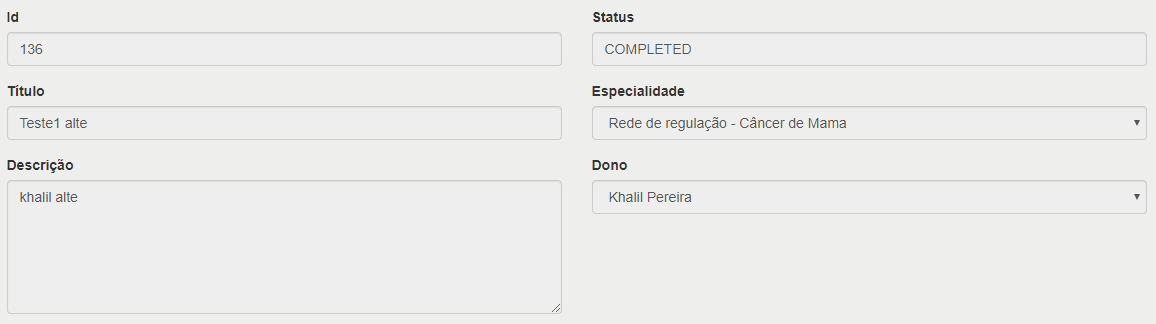 Id
136
Status
COMPLETED
Título
Teste1 alte
Especialidade
Rede de regulação - Câncer de Mama
Descrição
khalil alte
Dono
Khalil Pereira